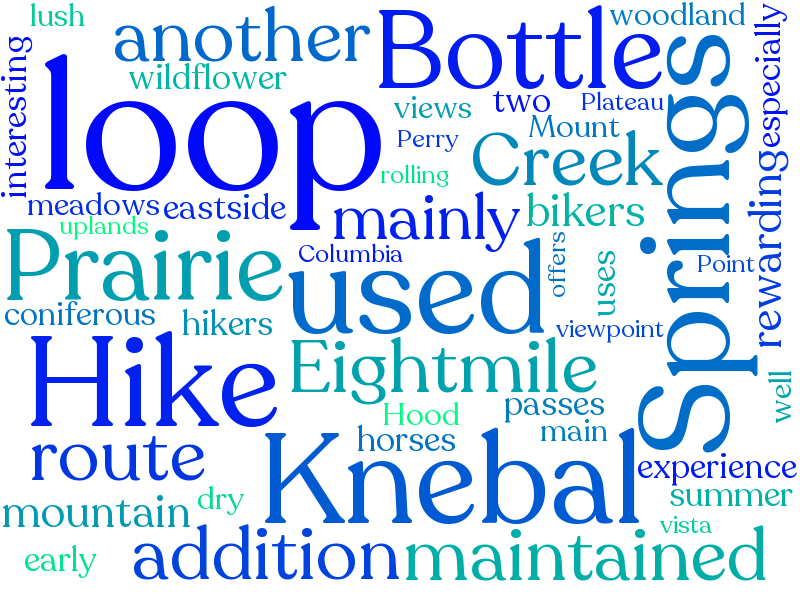 lush
another
Bottle
woodland
especially
wildflower
interesting
loop
views
two
Plateau
Springs
Perry
Mount
Creek
rolling
meadows
eastside
mainly
bikers
rewarding
uplands
Prairie
Columbia
used
offers
uses
Point
coniferous
hikers
viewpoint
Hike
Eightmile
well
Hood
passes
route
horses
main
Knebal
experience
mountain
dry
summer
vista
early
addition
maintained